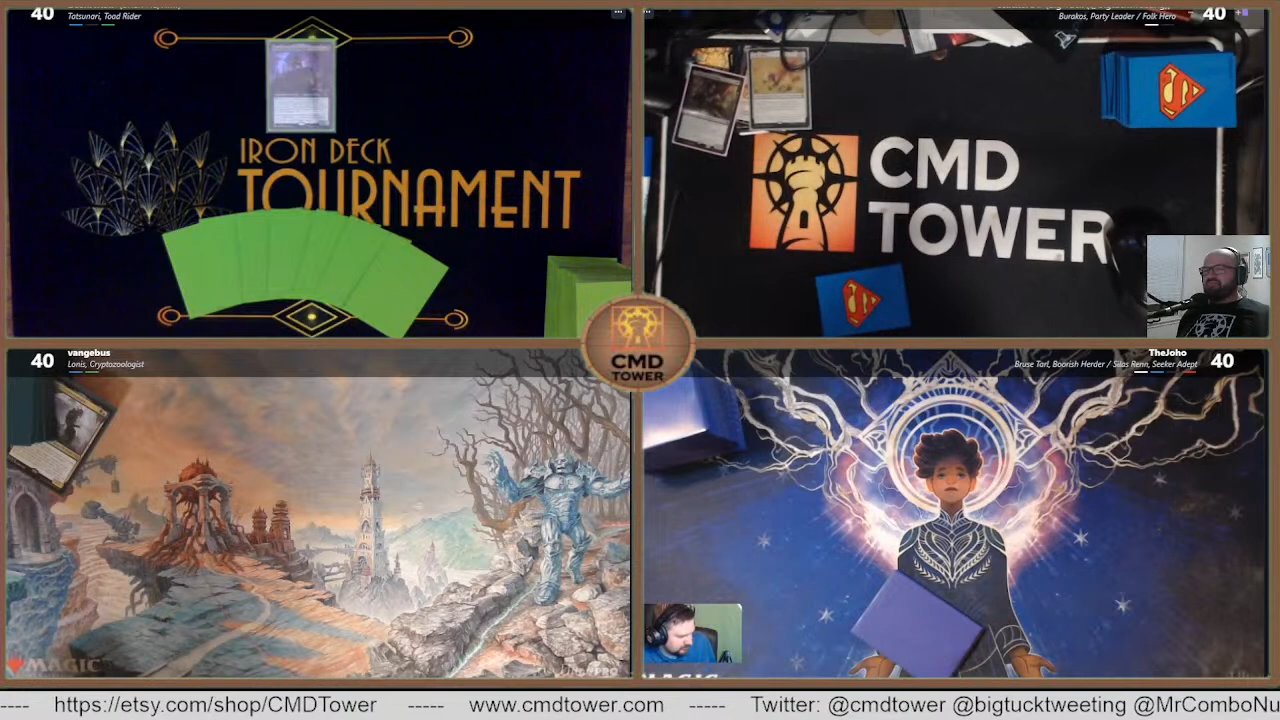 40
Tatsunari, Toad Rider
IRON DECK
TOURNAMENT
Burakos, Party Leader / Folk Hero
40
CMD
TOWER
CMD
TOWER
40
vangebus
Lonis, Cryptozoologist
MAGIC
TheJoho
Bruse Tarl, Boorish Herder / Silas Renn, Seeker Adept
40
MAGIC
---- https://etsy.com/shop/CMDTower ----- www.cmdtower.com ----- Twitter: @cmdtower @bigtucktweeting @MrComboNu